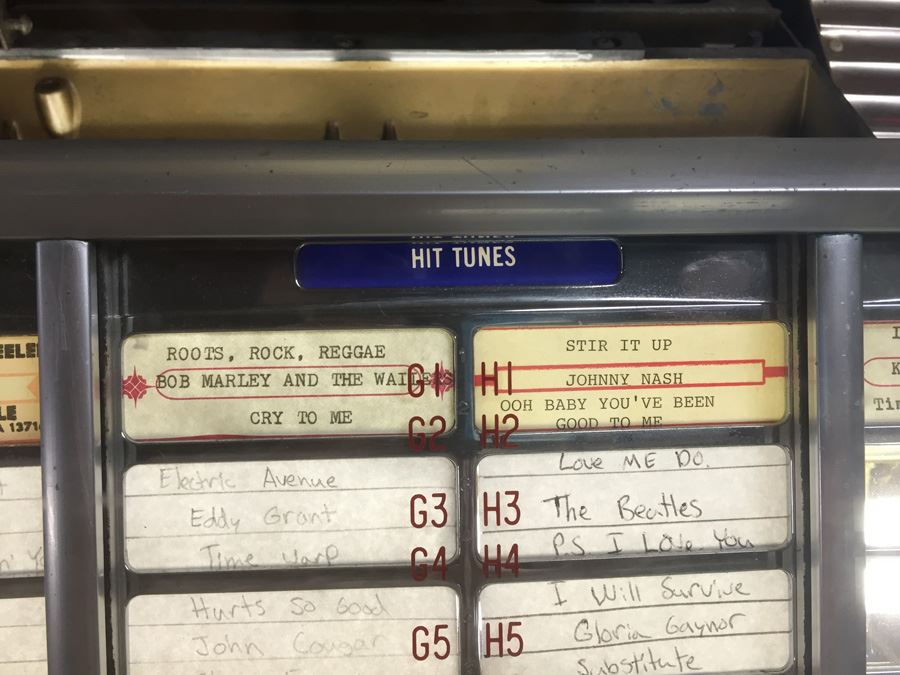 HIT TUNES
ROOTS, ROCK, REGGAE
BOB MARLEY AND THE WAILERS
CRY TO ME
G1
G2
H1
STIR IT UP
JOHNNY NASH
OOH BABY YOU'VE BEEN
GOOD TO ME
H2
Electric Avenue
Eddy Grant
Time Warp
G3
G4
Love ME DO.
H3 The Beatles
H4 P.S. I Love You
Hurts So Good
John Cougar
G5
I Will Survive
H5 Gloria Gaynor
Substitute